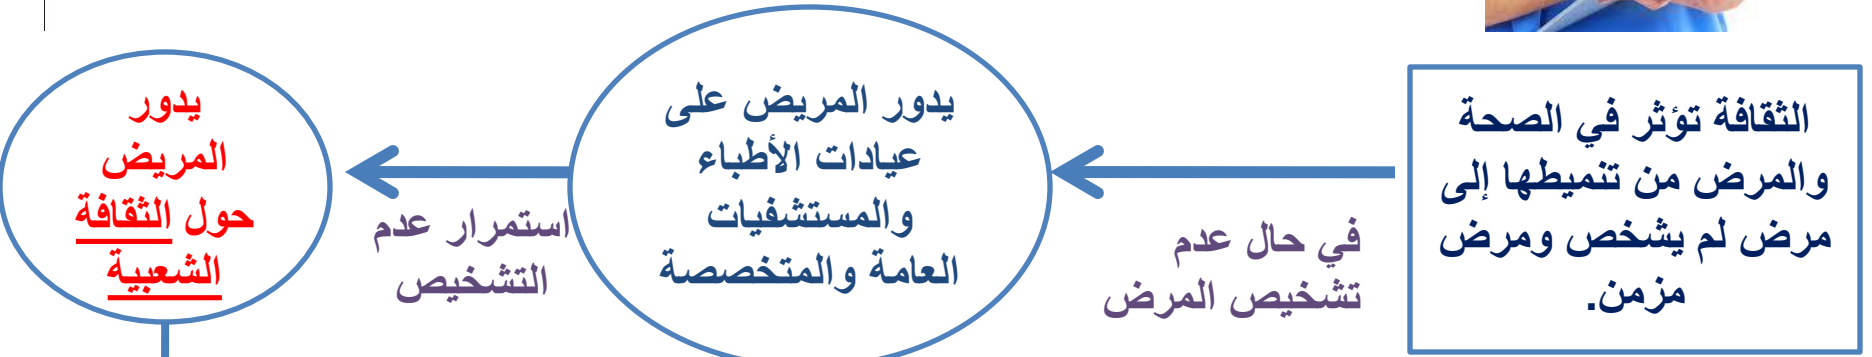 الثقافة تؤثر في الصحة
والمرض من تنميطها إلى
مرض لم يشخص ومرض
مزمن.
في حال عدم
تشخيص المرض
يدور المريض على
عيادات الأطباء
والمستشفيات
العامة والمتخصصة
استمرار عدم
التشخيص
يدور
المريض
حول الثقافة
الشعبية